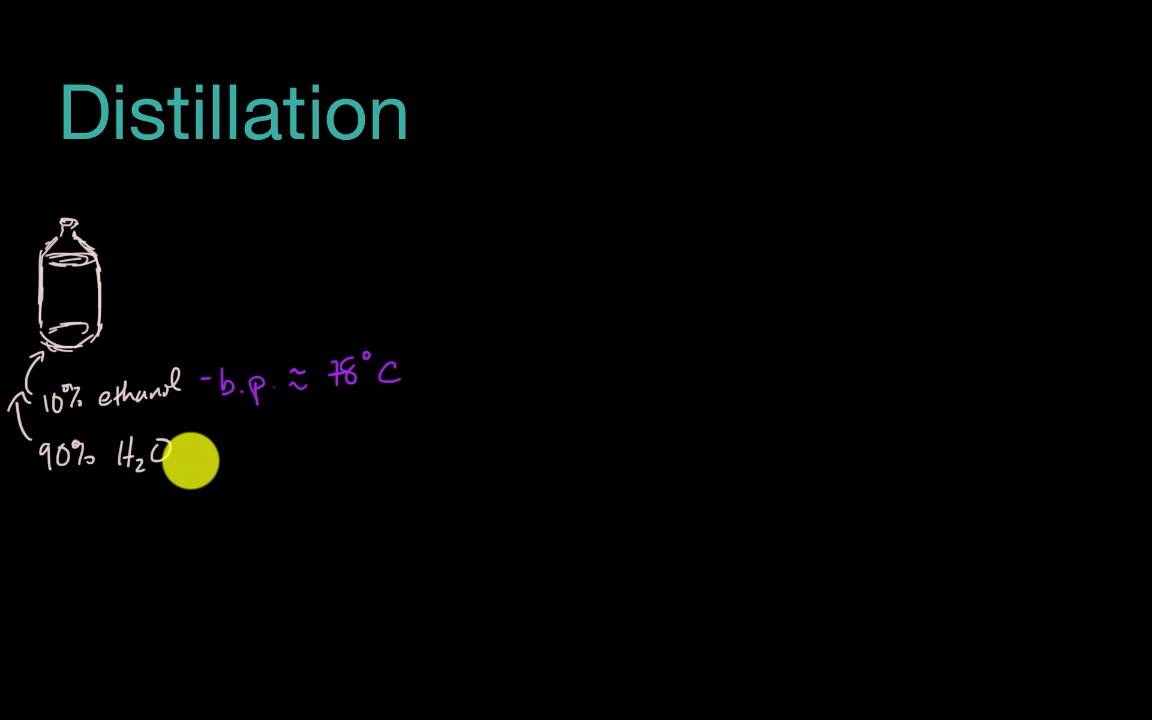 Distillation
10% ethanol - b.p. ≈ 78° C
90% H₂O